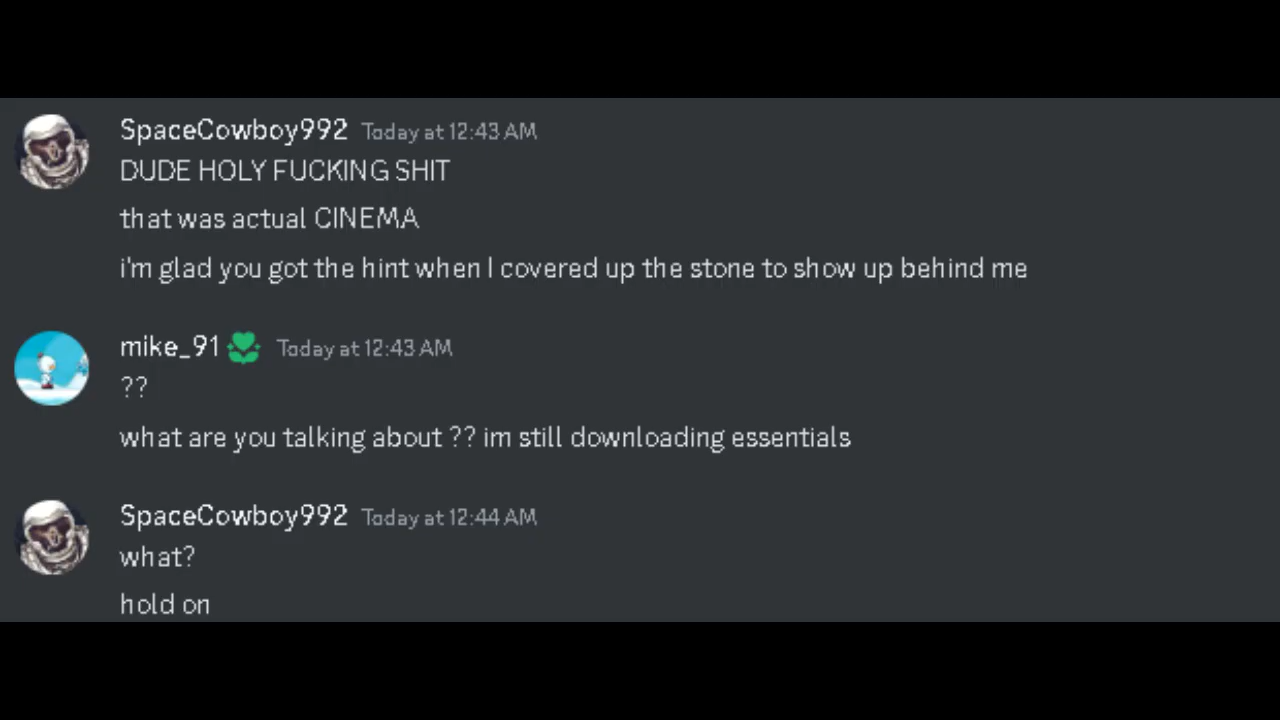 SpaceCowboy992 Today at 12:43 AM
DUDE HOLY FUCKING SHIT
that was actual CINEMA
i'm glad you got the hint when I covered up the stone to show up behind me
mike_91 Today at 12:43 AM
??
what are you talking about ?? im still downloading essentials
SpaceCowboy992 Today at 12:44 AM
what?
hold on